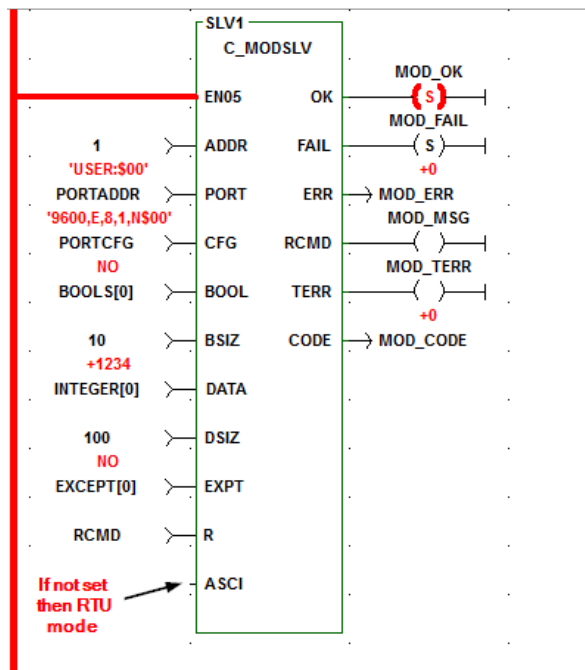 SLV1
C_MODSLV
MOD_OK
EN05 OK (S)
MOD_FAIL
1 ADDR FAIL (S)
'USER:$00' +0
PORTADDR PORT ERR MOD_ERR
'9600,E,8,1,N$00' MOD_MSG
PORTCFG CFG RCMD ( )
NO MOD_TERR
BOOLS[0] BOOL TERR ( )
+0
10 BSIZ CODE MOD_CODE
+1234
INTEGER[0] DATA
100 DSIZ
NO
EXCEPT[0] EXPT
RCMD R
If not set
then RTU
mode
ASCI